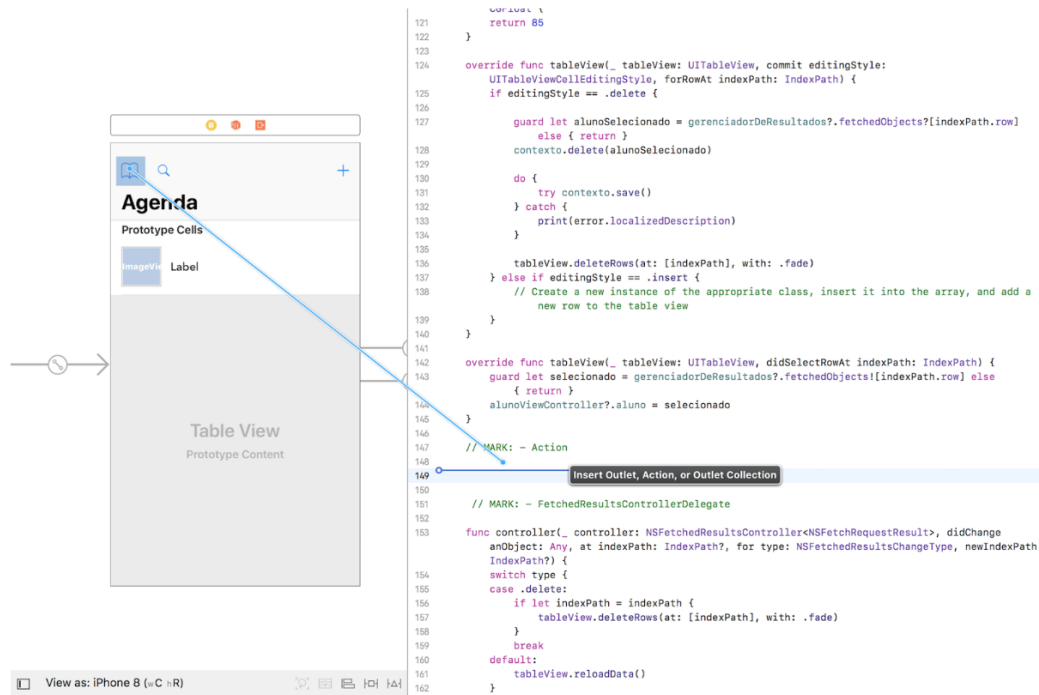 Agenda
Prototype Cells
ImageVie
Label
Table View
Prototype Content
View as: iPhone 8 (wC hR)
121 return 85
122 }
123
124 override func tableView(_ tableView: UITableView, commit editingStyle:
UITableViewCellEditingStyle, forRowAt indexPath: IndexPath) {
125 if editingStyle == .delete {
126
127 guard let alunoSelecionado = gerenciadorDeResultados?.fetchedObjects?[indexPath.row]
else { return }
128 contexto.delete(alunoSelecionado)
129
130 do {
131 try contexto.save()
132 } catch {
133 print(error.localizedDescription)
134 }
135
136 tableView.deleteRows(at: [indexPath], with: .fade)
137 } else if editingStyle == .insert {
138 // Create a new instance of the appropriate class, insert it into the array, and add a
new row to the table view
139 }
140 }
141
142 override func tableView(_ tableView: UITableView, didSelectRowAt indexPath: IndexPath) {
143 guard let selecionado = gerenciadorDeResultados?.fetchedObjects![indexPath.row] else
{ return }
144 alunoViewController?.aluno = selecionado
145 }
146
147 // MARK: - Action
148
149 Insert Outlet, Action, or Outlet Collection
150
151 // MARK: - FetchedResultsControllerDelegate
152
153 func controller(_ controller: NSFetchedResultsController<NSFetchRequestResult>, didChange
anObject: Any, at indexPath: IndexPath?, for type: NSFetchedResultsChangeType, newIndexPath
IndexPath?) {
154 switch type {
155 case .delete:
156 if let indexPath = indexPath {
157 tableView.deleteRows(at: [indexPath], with: .fade)
158 }
159 break
160 default:
161 tableView.reloadData()
162 }